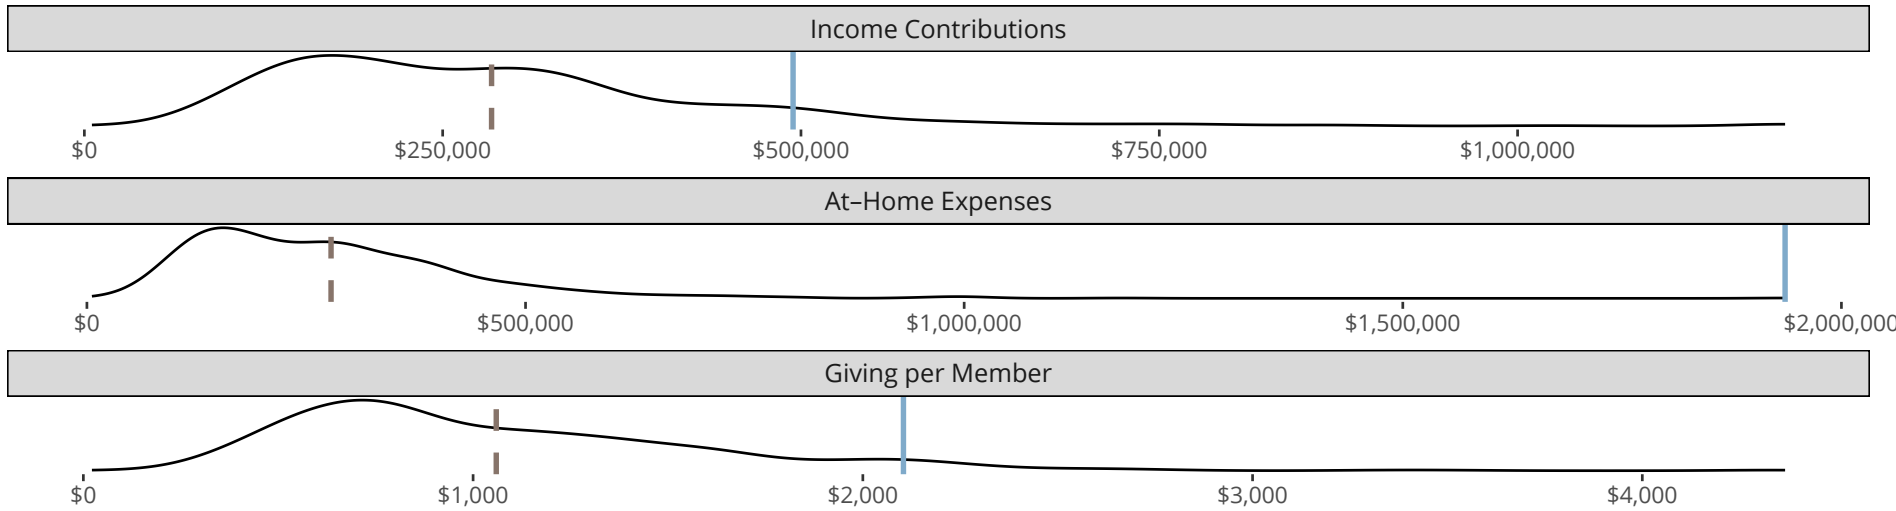 Income Contributions
$0 $250,000 $500,000 $750,000 $1,000,000
At–Home Expenses
$0 $500,000 $1,000,000 $1,500,000 $2,000,000
Giving per Member
$0 $1,000 $2,000 $3,000 $4,000